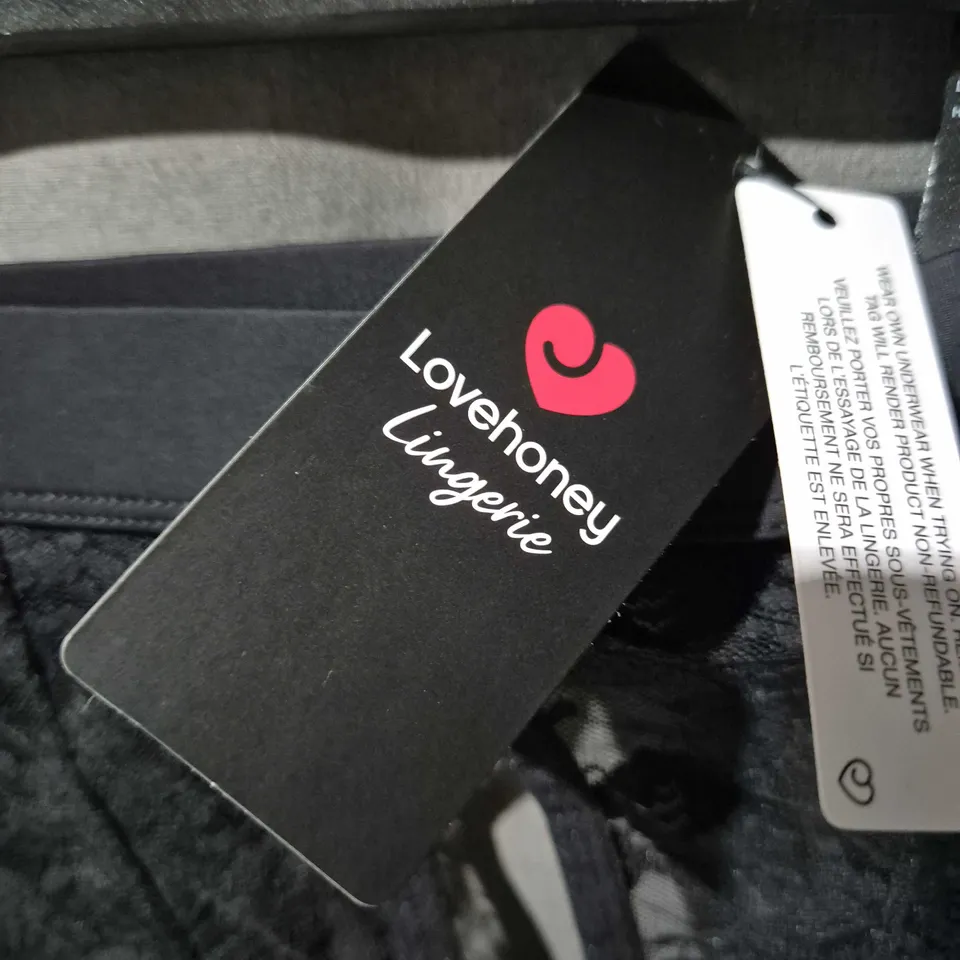 Lovehoney
Lingerie
WEAR OWN UNDERWEAR WHEN TRYING ON.
TAG WILL RENDER PRODUCT NON-REFUNDABLE.
VEUILLEZ PORTER VOS PROPRES SOUS-VÊTEMENTS
LORS DE L'ESSAYAGE DE LA LINGERIE. AUCUN
REMBOURSEMENT NE SERA EFFECTUÉ SI
L'ÉTIQUETTE EST ENLEVÉE.